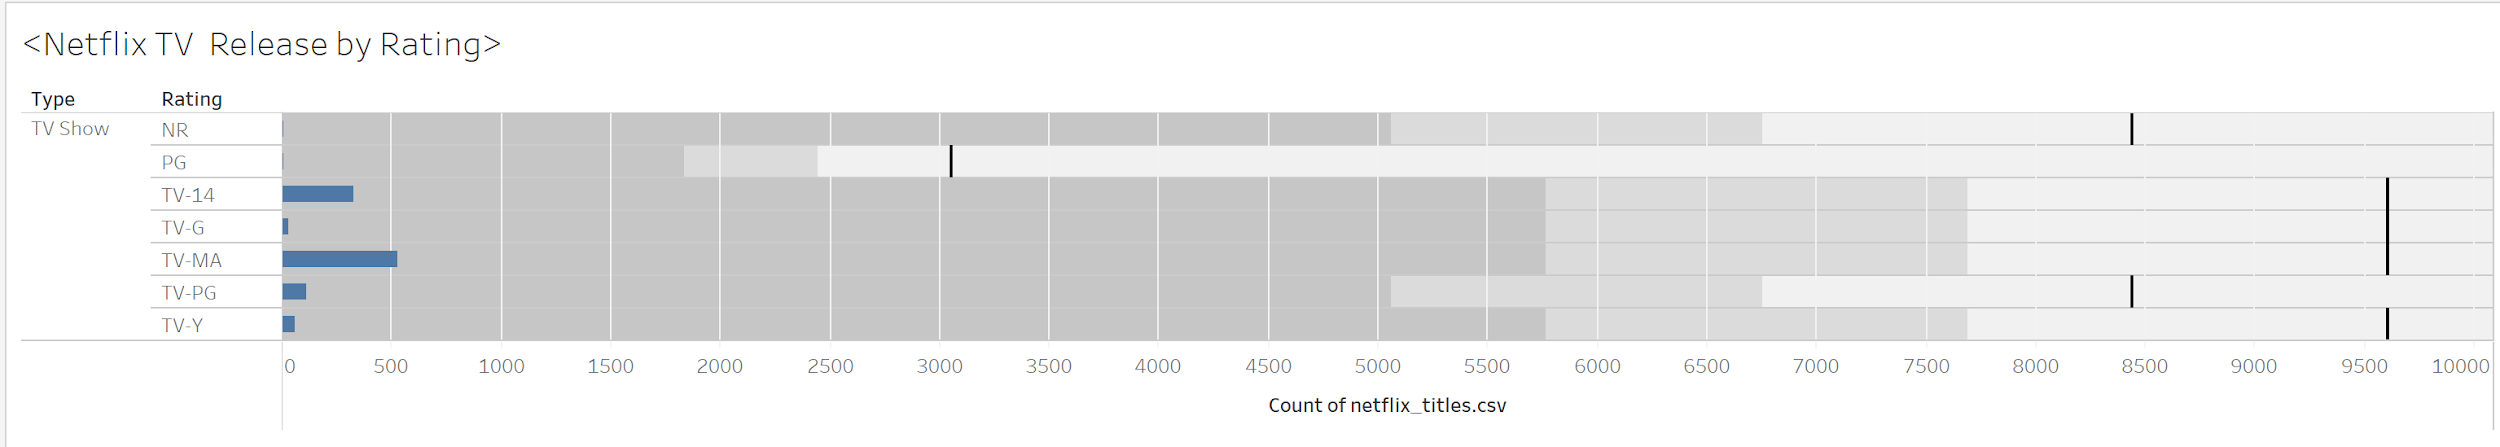 <Netflix TV  Release by Rating>
Type Rating
TV Show NR
PG
TV-14
TV-G
TV-MA
TV-PG
TV-Y
0 500 1000 1500 2000 2500 3000 3500 4000 4500 5000 5500 6000 6500 7000 7500 8000 8500 9000 9500 10000
Count of netflix_titles.csv